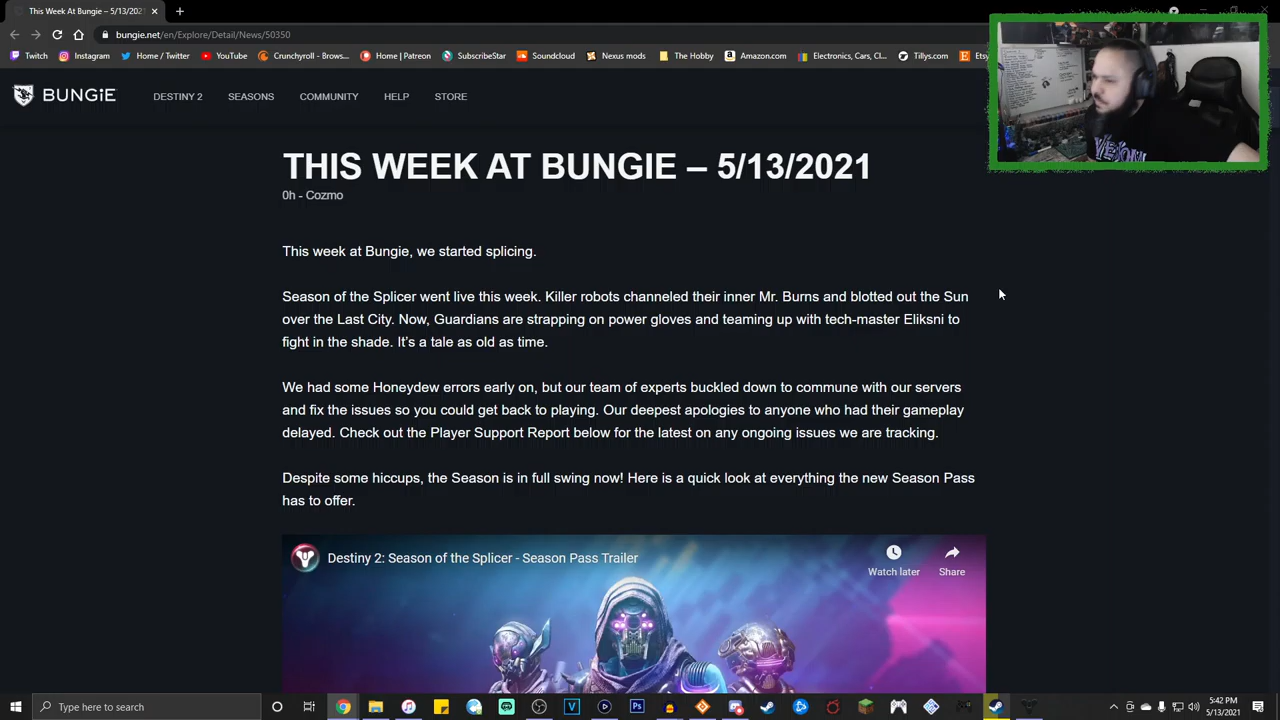 This Week At Bungie – 5/13/2021
bungie.net/en/Explore/Detail/News/50350
Twitch Instagram Home / Twitter YouTube Crunchyroll - Brows... Home | Patreon SubscribeStar Soundcloud Nexus mods The Hobby Amazon.com Electronics, Cars, Cl... Tillys.com Ets
BUNGiE DESTINY 2 SEASONS COMMUNITY HELP STORE
THIS WEEK AT BUNGIE – 5/13/2021
0h - Cozmo
This week at Bungie, we started splicing.
Season of the Splicer went live this week. Killer robots channeled their inner Mr. Burns and blotted out the Sun
over the Last City. Now, Guardians are strapping on power gloves and teaming up with tech-master Eliksni to
fight in the shade. It's a tale as old as time.
We had some Honeydew errors early on, but our team of experts buckled down to commune with our servers
and fix the issues so you could get back to playing. Our deepest apologies to anyone who had their gameplay
delayed. Check out the Player Support Report below for the latest on any ongoing issues we are tracking.
Despite some hiccups, the Season is in full swing now! Here is a quick look at everything the new Season Pass
has to offer.
Destiny 2: Season of the Splicer - Season Pass Trailer
Watch later Share
Type here to search
5:42 PM
5/13/2021